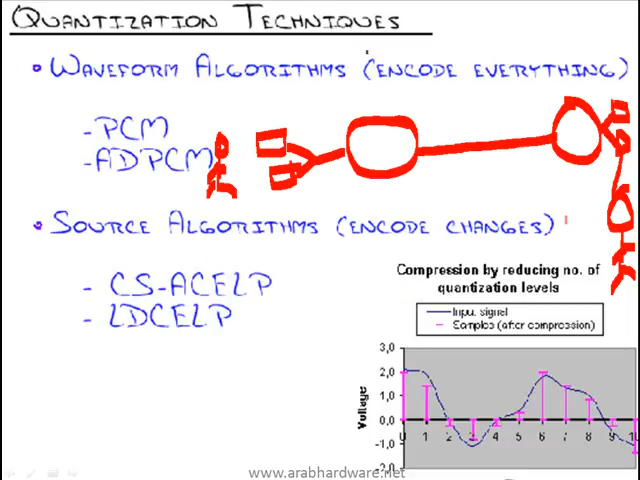 QUANTIZATION TECHNIQUES
• WAVEFORM ALGORITHMS (ENCODE EVERYTHING)
- PCM
- ADPCM
• SOURCE ALGORITHMS (ENCODE CHANGES)
- CS-ACELP
- LDCELP
Compression by reducing no. of
quantization levels
Input signal
Samples (after compression)
Voltage
3,0
2,0
1,0
0,0
-1,0
-2,0
0 1 2 3 4 5 6 7 8 9 10
www.arabhardware.net